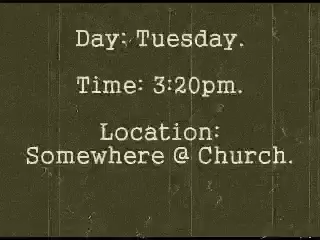 Day: Tuesday.
Time: 3:20pm.
Location:
Somewhere @ Church.